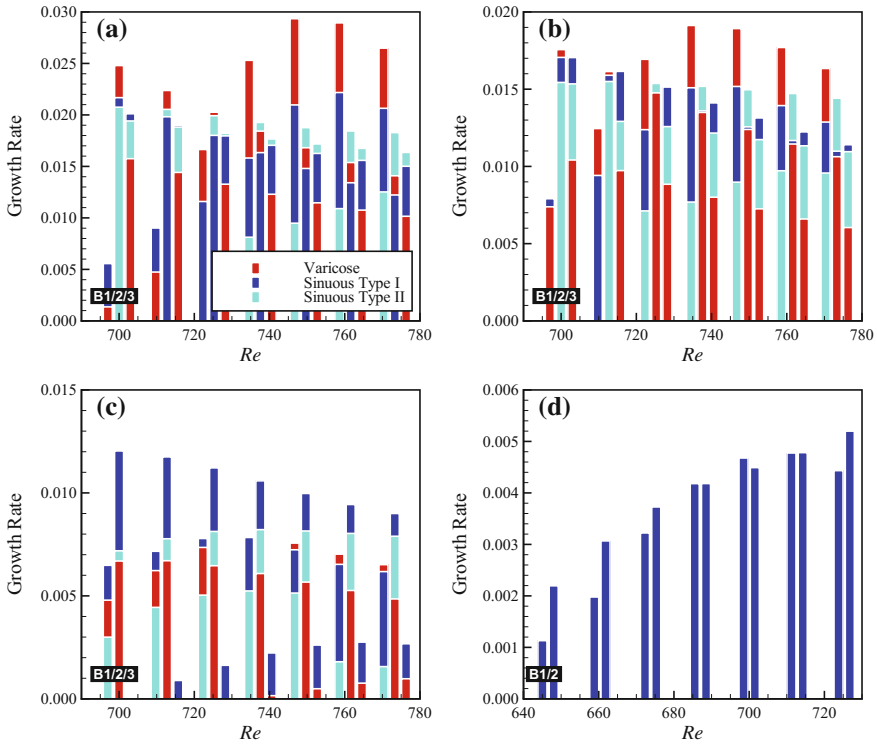 (a)
0.030
0.025
0.020
0.015
0.010
0.005
0.000
Growth Rate
Varicose
Sinuous Type I
Sinuous Type II
B1/2/3
700 720 740 760 780
Re
(b)
0.020
0.015
0.010
0.005
0.000
Growth Rate
B1/2/3
700 720 740 760 780
Re
(c)
0.015
0.010
0.005
0.000
Growth Rate
B1/2/3
700 720 740 760 780
Re
(d)
0.006
0.005
0.004
0.003
0.002
0.001
0.000
Growth Rate
B1/2
640 660 680 700 720
Re